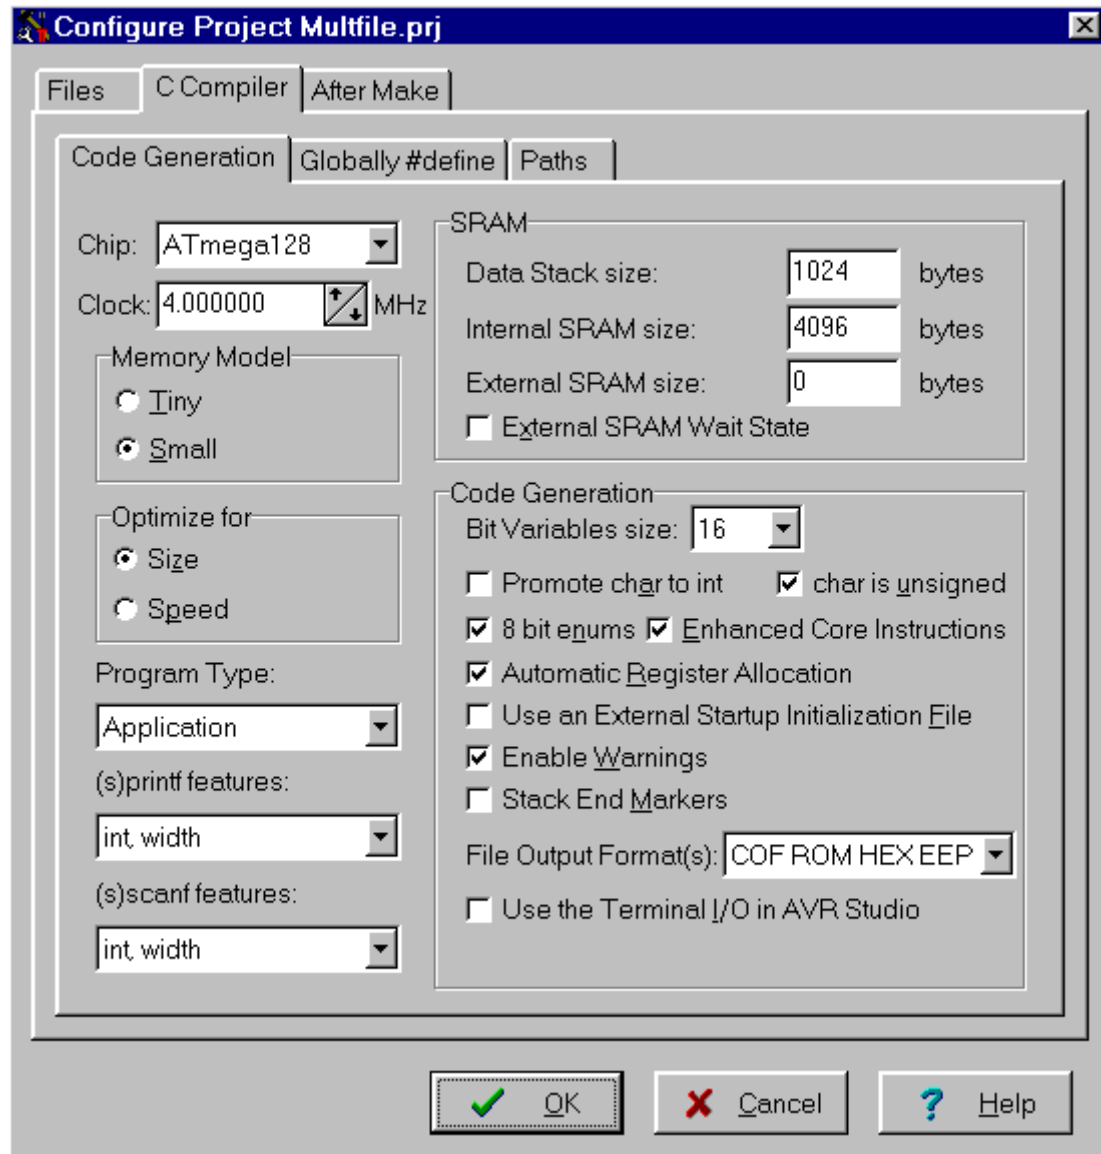 Configure Project Multfile.prj
Files
C Compiler
After Make
Code Generation
Globally #define
Paths
Chip: ATmega128
Clock: 4.000000 MHz
Memory Model
Tiny
Small
Optimize for
Size
Speed
Program Type:
Application
(s)printf features:
int, width
(s)scanf features:
int, width
SRAM
Data Stack size: 1024 bytes
Internal SRAM size: 4096 bytes
External SRAM size: 0 bytes
External SRAM Wait State
Code Generation
Bit Variables size: 16
Promote char to int char is unsigned
8 bit enums Enhanced Core Instructions
Automatic Register Allocation
Use an External Startup Initialization File
Enable Warnings
Stack End Markers
File Output Format(s): COF ROM HEX EEP
Use the Terminal I/O in AVR Studio
OK
Cancel
Help